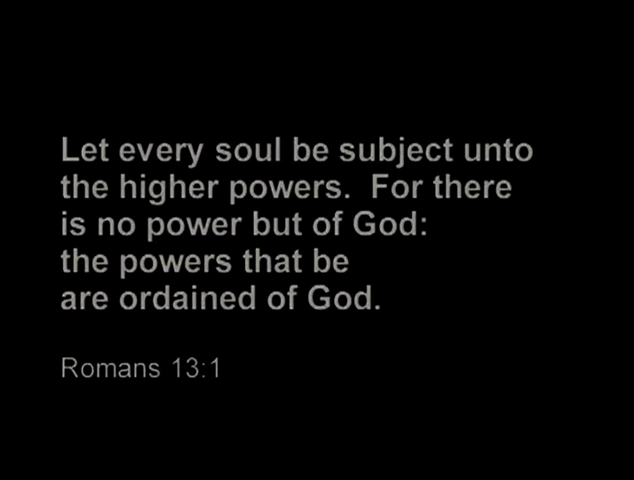 Let every soul be subject unto
the higher powers.  For there
is no power but of God:
the powers that be
are ordained of God.
Romans 13:1